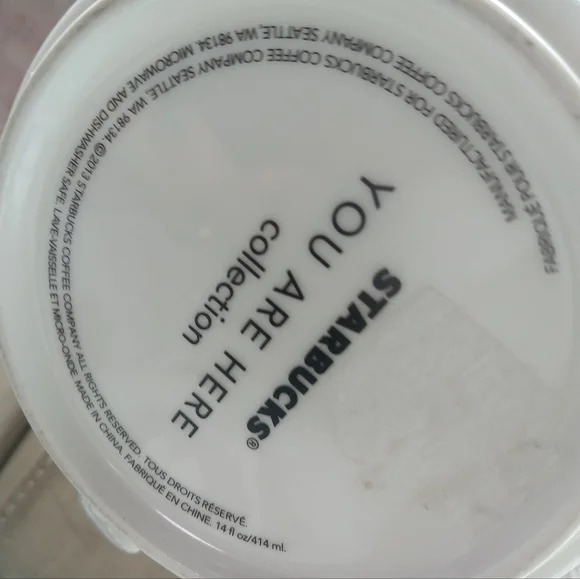 STARBUCKS®
YOU ARE HERE
collection
MANUFACTURED FOR STARBUCKS COFFEE COMPANY SEATTLE, WA 98134. ©2013 STARBUCKS COFFEE COMPANY ALL RIGHTS RESERVED TOUS DROITS RÉSERVÉ.
FABRIQUÉ POUR STARBUCKS COFFEE COMPANY SEATTLE, WA 98134. MICROWAVE AND DISHWASHER SAFE. LAVE-VAISSELLE ET MICRO-ONDE. MADE IN CHINA. FABRIQUÉ EN CHINE. 14 fl oz/414 ml.